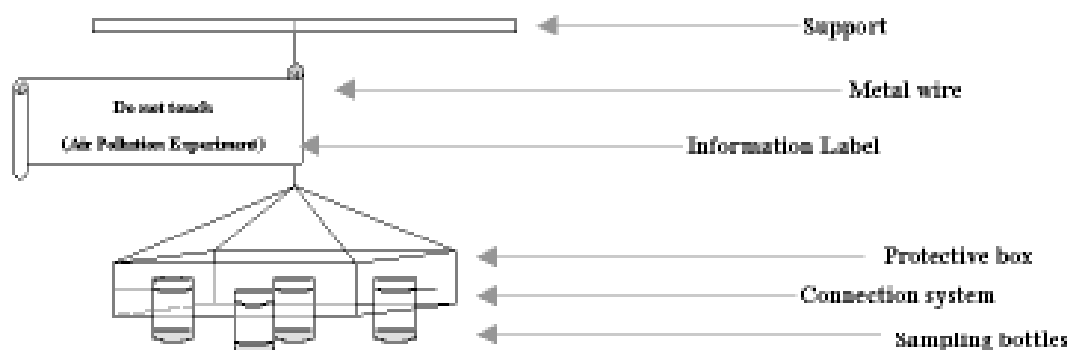 Support
Metal wire
Do not touch
(Air Pollution Experiment)
Information Label
Protective box
Connection system
Sampling bottles